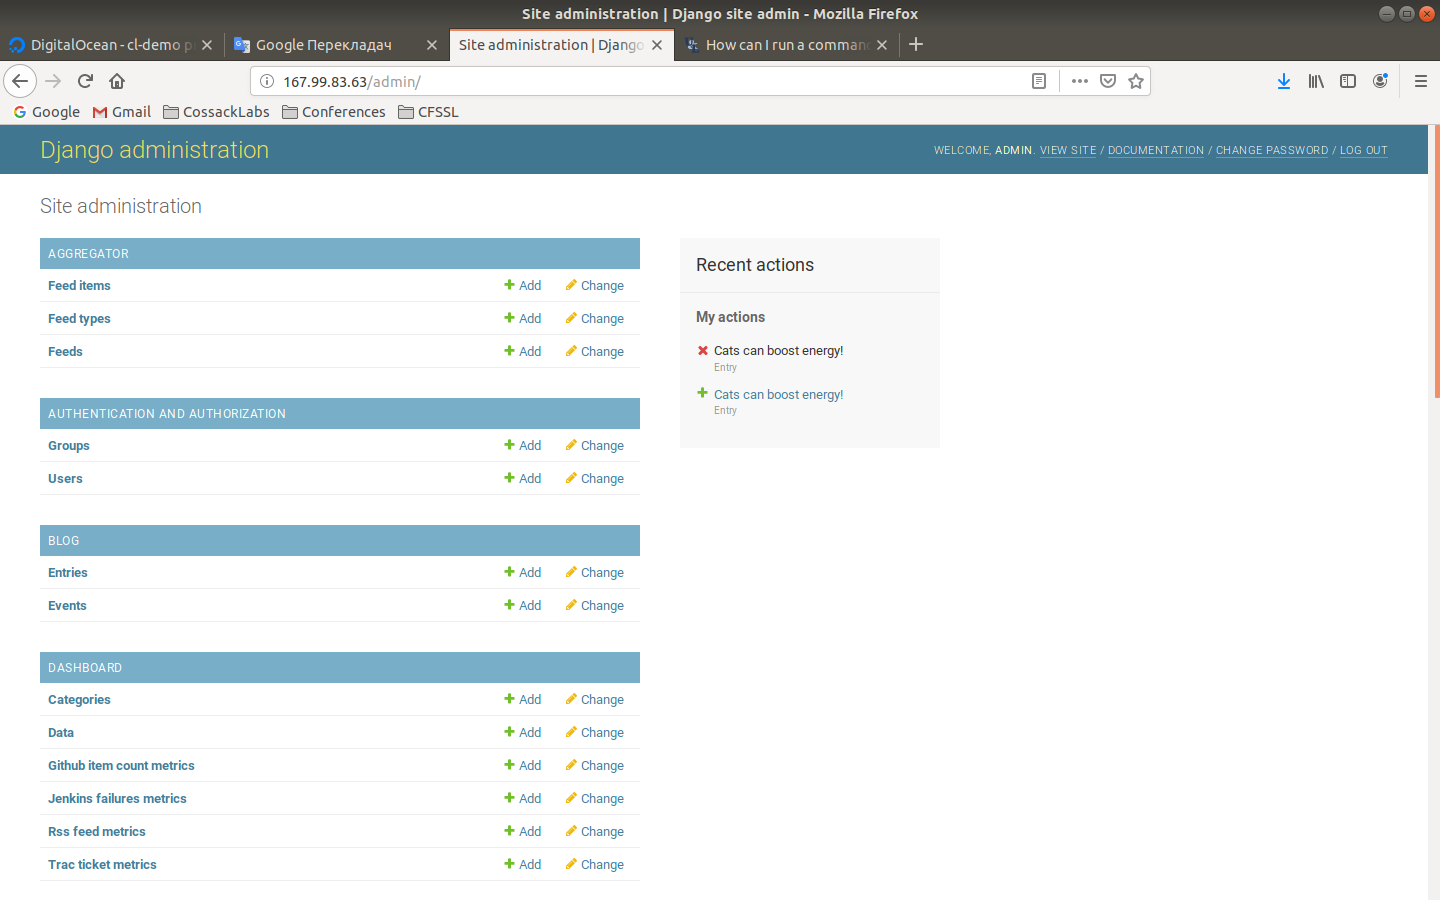 Site administration | Django site admin - Mozilla Firefox
DigitalOcean - cl-demo Google Перекладач Site administration | Django How can I run a comman
167.99.83.63/admin/
Google Gmail CossackLabs Conferences CFSSL
Django administration WELCOME, ADMIN. VIEW SITE / DOCUMENTATION / CHANGE PASSWORD / LOG OUT
Site administration
AGGREGATOR
Feed items Add Change
Feed types Add Change
Feeds Add Change
AUTHENTICATION AND AUTHORIZATION
Groups Add Change
Users Add Change
BLOG
Entries Add Change
Events Add Change
DASHBOARD
Categories Add Change
Data Add Change
Github item count metrics Add Change
Jenkins failures metrics Add Change
Rss feed metrics Add Change
Trac ticket metrics Add Change
Recent actions
My actions
Cats can boost energy!
Entry
Cats can boost energy!
Entry